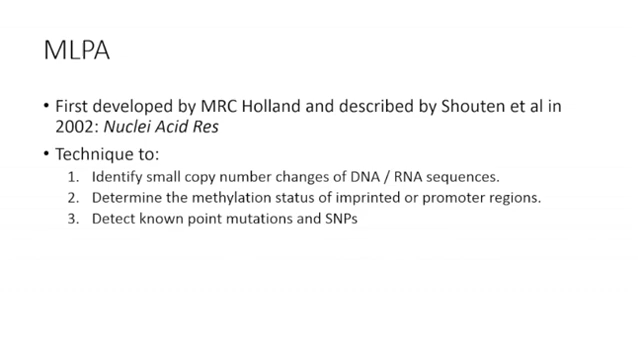 MLPA
• First developed by MRC Holland and described by Shouten et al in
2002: Nuclei Acid Res
• Technique to:
1. Identify small copy number changes of DNA / RNA sequences.
2. Determine the methylation status of imprinted or promoter regions.
3. Detect known point mutations and SNPs